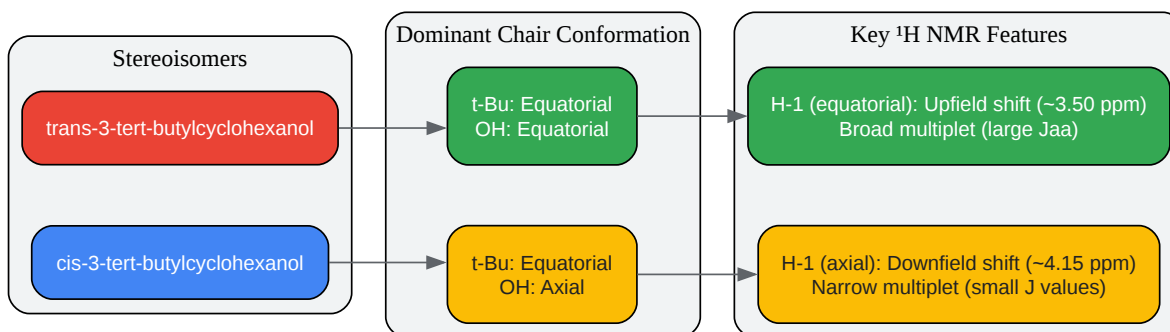 Stereoisomers
trans-3-tert-butylcyclohexanol
cis-3-tert-butylcyclohexanol
Dominant Chair Conformation
t-Bu: Equatorial
OH: Equatorial
t-Bu: Equatorial
OH: Axial
Key ¹H NMR Features
H-1 (equatorial): Upfield shift (~3.50 ppm)
Broad multiplet (large Jaa)
H-1 (axial): Downfield shift (~4.15 ppm)
Narrow multiplet (small J values)